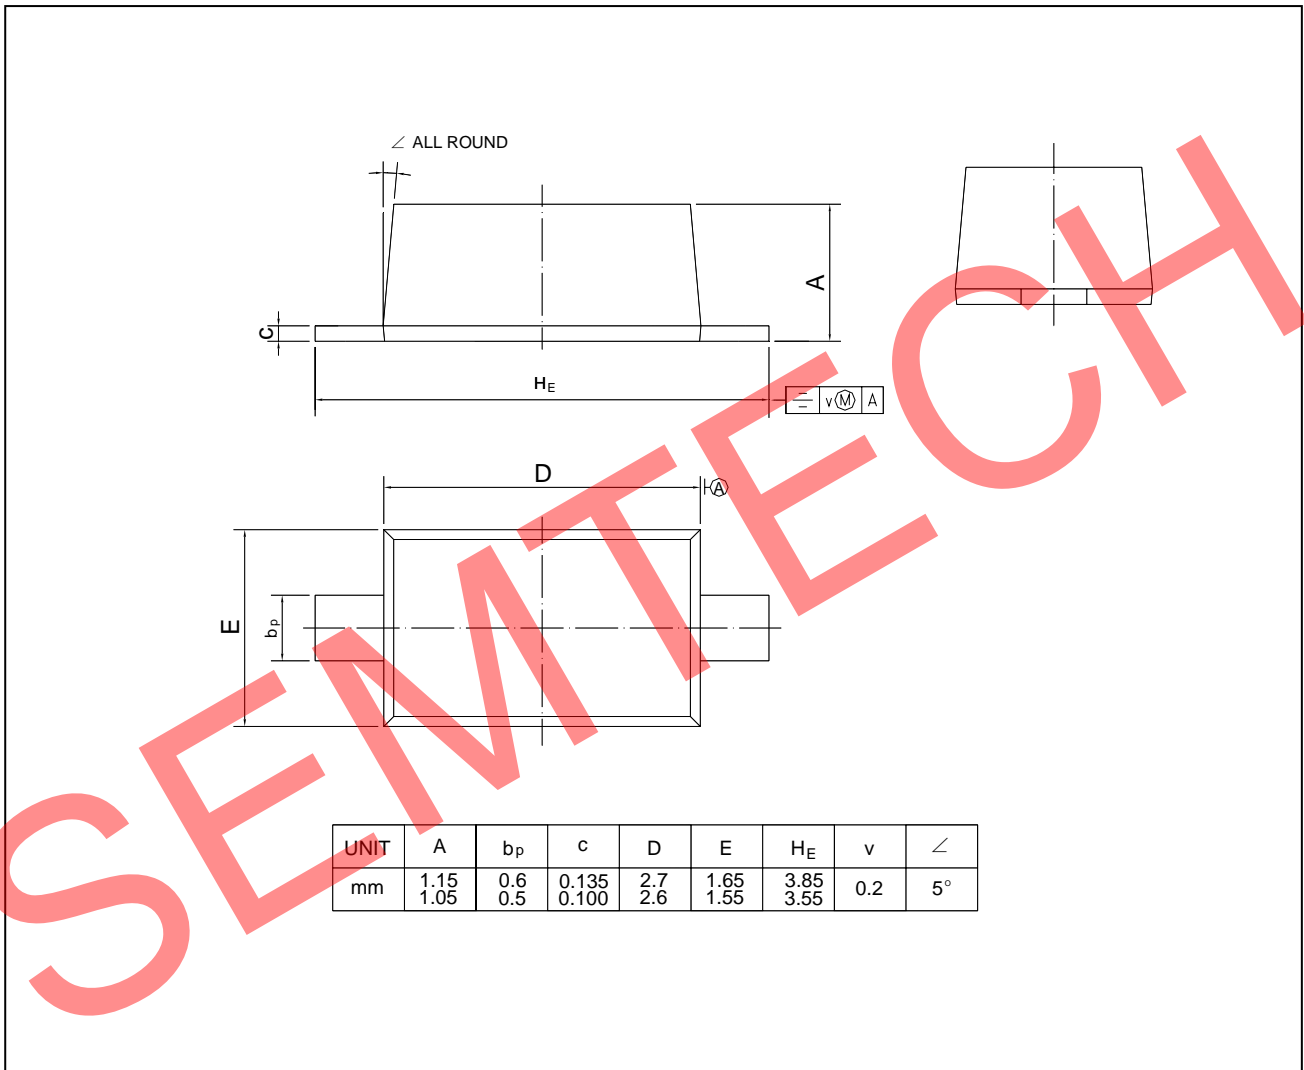 ∠ ALL ROUND
A
c
HE
v Ⓜ A
D
A
E
bp
SEMTECH
UNIT A bp c D E HE v ∠
mm 1.15 0.6 0.135 2.7 1.65 3.85 0.2 5°
1.05 0.5 0.100 2.6 1.55 3.55